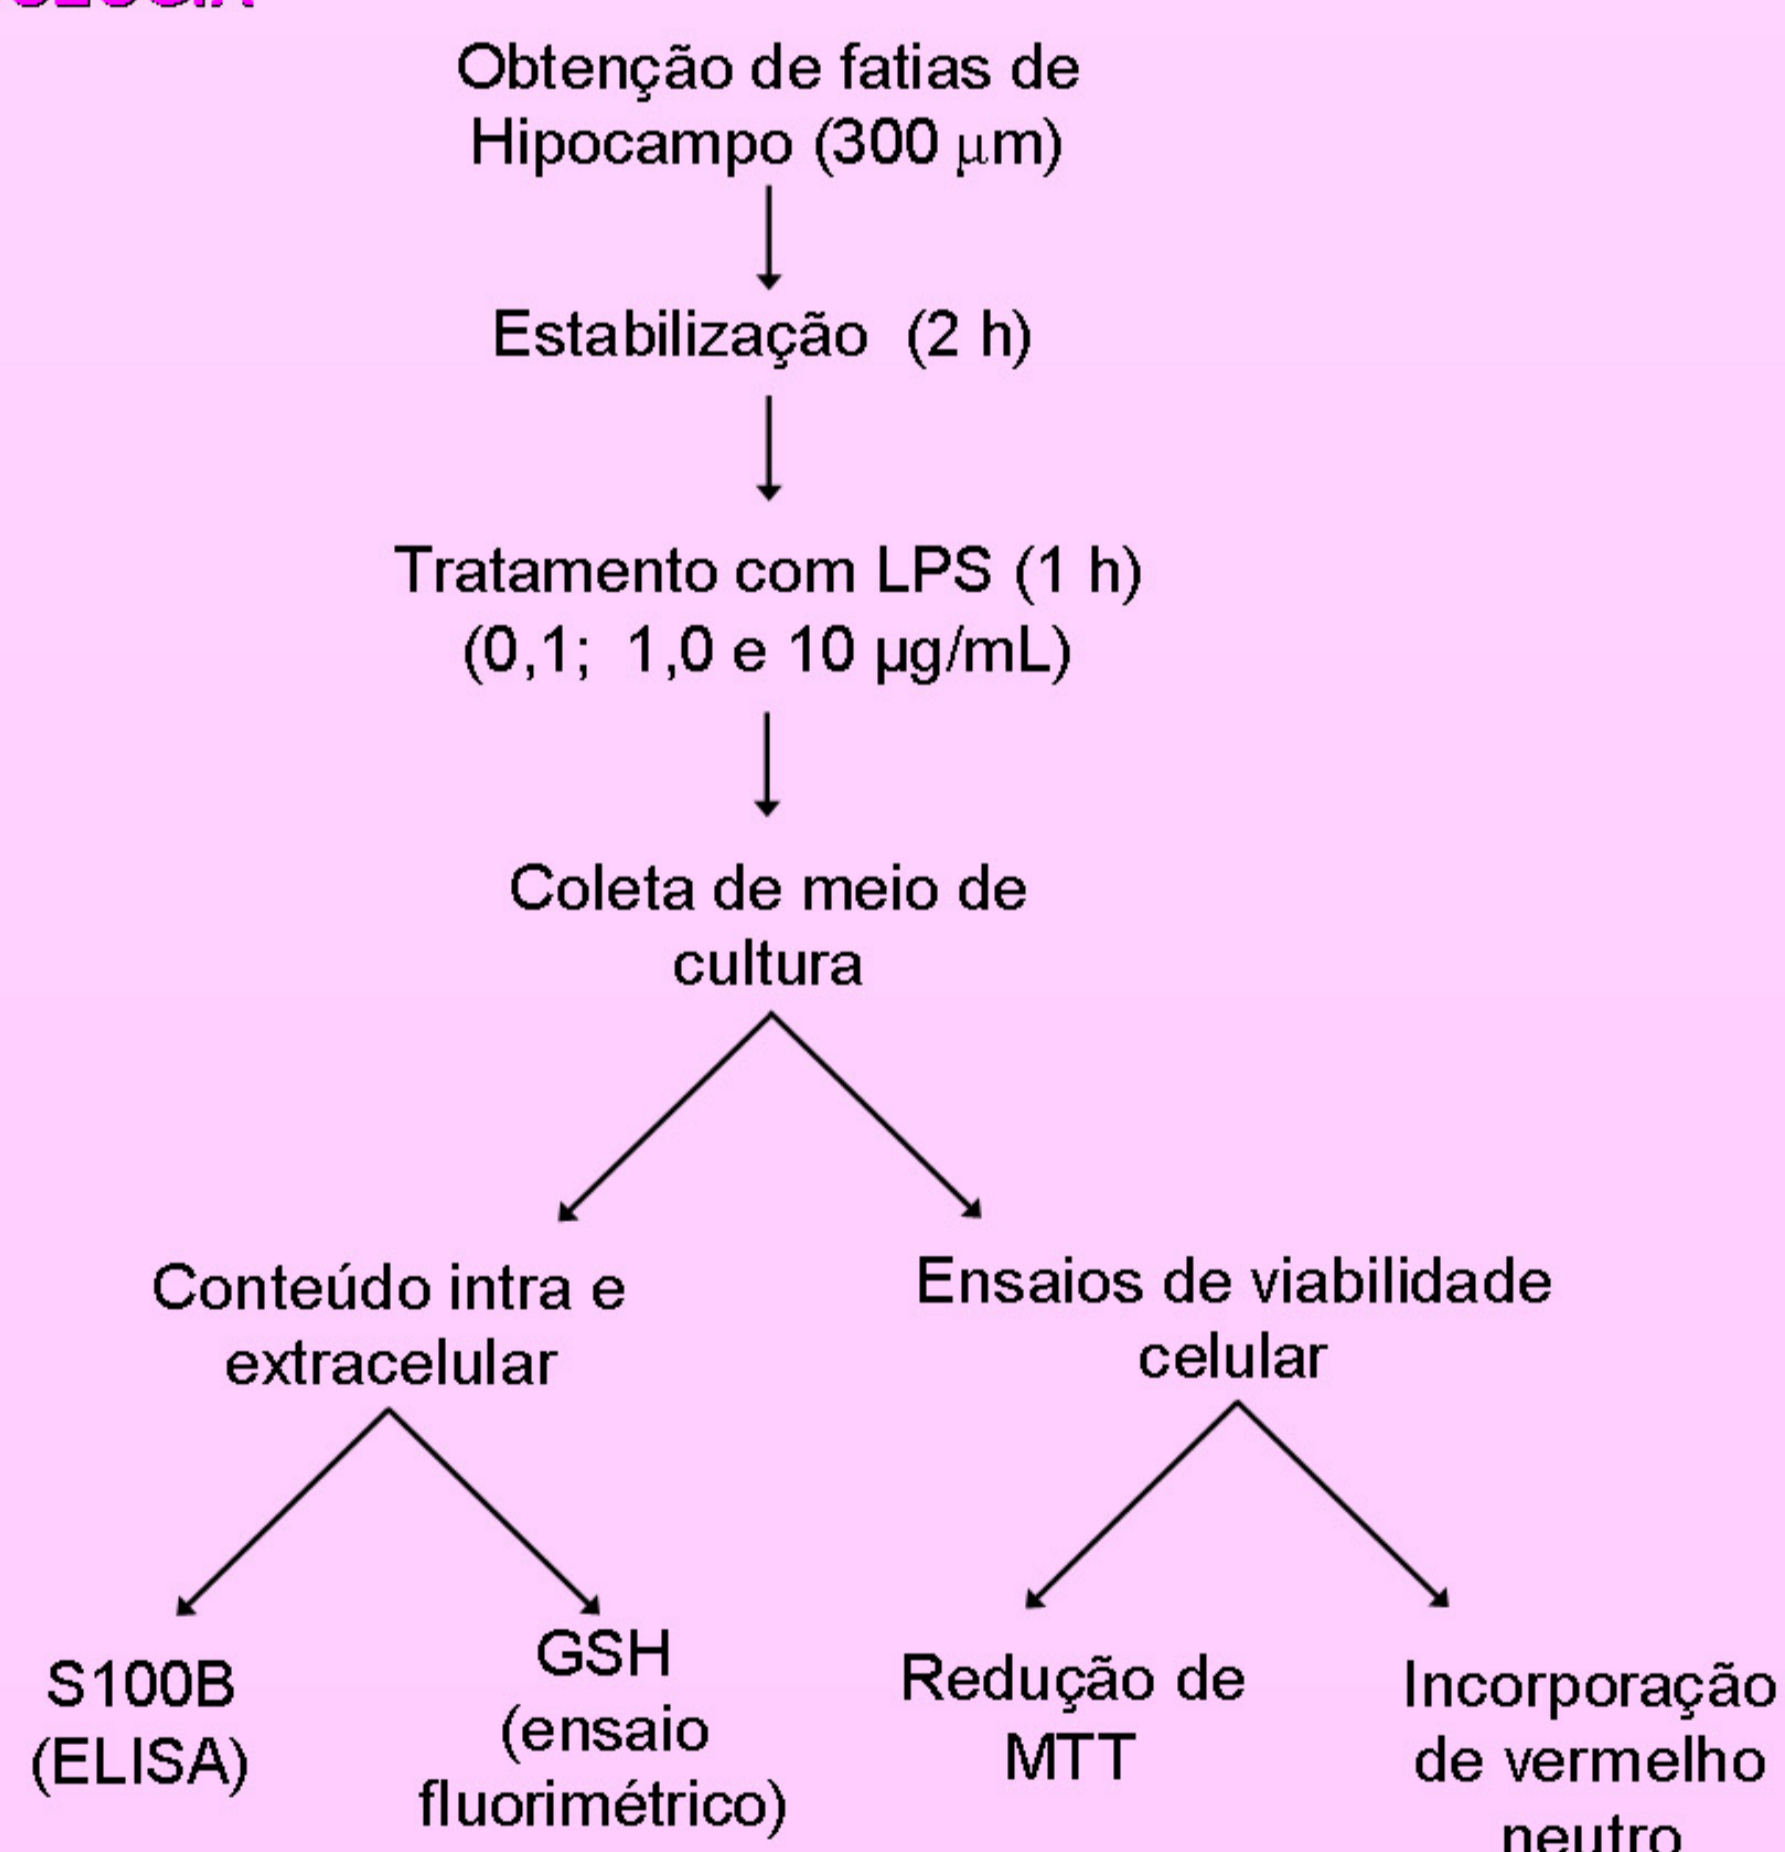 Obtenção de fatias de
Hipocampo (300 μm)
Estabilização (2 h)
Tratamento com LPS (1 h)
(0,1; 1,0 e 10 µg/mL)
Coleta de meio de
cultura
Conteúdo intra e
extracelular
Ensaios de viabilidade
celular
S100B
(ELISA)
GSH
(ensaio
fluorimétrico)
Redução de
MTT
Incorporação
de vermelho
neutro